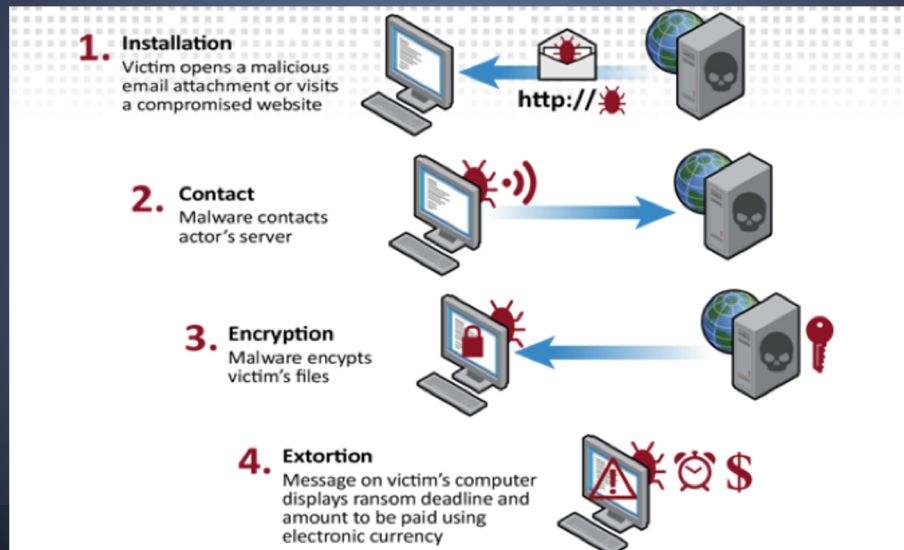 1. Installation
Victim opens a malicious
email attachment or visits
a compromised website
http://
2. Contact
Malware contacts
actor's server
3. Encryption
Malware encypts
victim's files
4. Extortion
Message on victim's computer
displays ransom deadline and
amount to be paid using
electronic currency
$